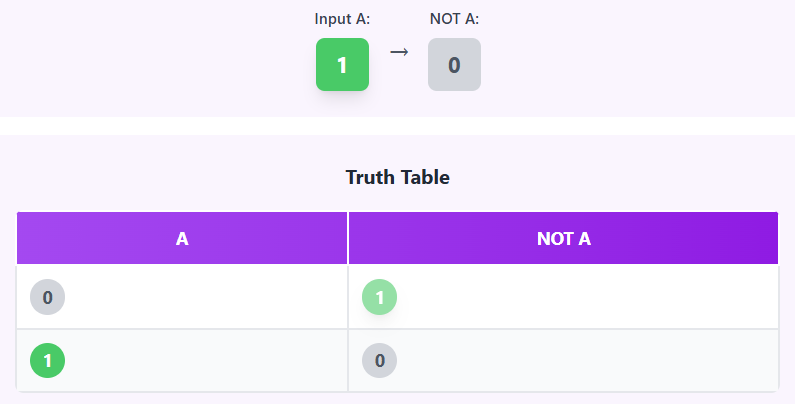 Input A: NOT A:
1 → 0
Truth Table
A NOT A
0 1
1 0